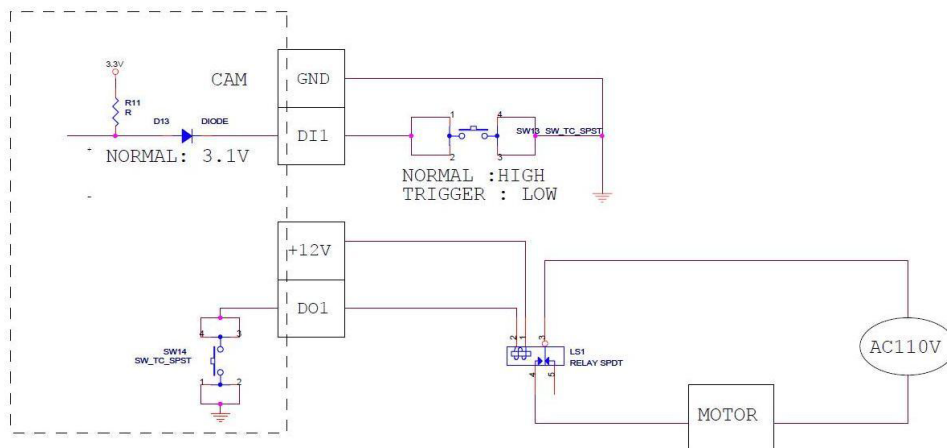 3.3V
CAM
GND
R11
R
D13 DIODE
DI1
1 4
SW13 SW_TC_SPST
2 3
NORMAL: 3.1V
-
-
NORMAL :HIGH
TRIGGER : LOW
+12V
DO1
4 3
SW14
SW_TC_SPST
1 2
2 1 3
LS1
RELAY SPDT
4 5
AC110V
MOTOR